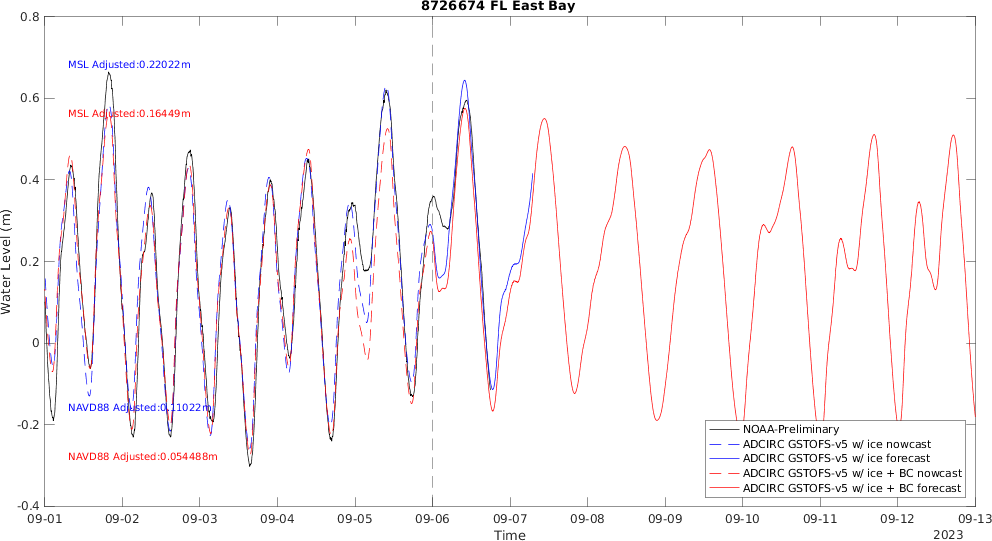 8726674 FL East Bay
0.8
0.6
0.4
0.2
0
-0.2
-0.4
Water Level (m)
MSL Adjusted:0.22022m
MSL Adjusted:0.16449m
NAVD88 Adjusted:0.11022m
NAVD88 Adjusted:0.054488m
NOAA-Preliminary
ADCIRC GSTOFS-v5 w/ ice nowcast
ADCIRC GSTOFS-v5 w/ ice forecast
ADCIRC GSTOFS-v5 w/ ice + BC nowcast
ADCIRC GSTOFS-v5 w/ ice + BC forecast
09-01 09-02 09-03 09-04 09-05 09-06 09-07 09-08 09-09 09-10 09-11 09-12 09-13
Time
2023